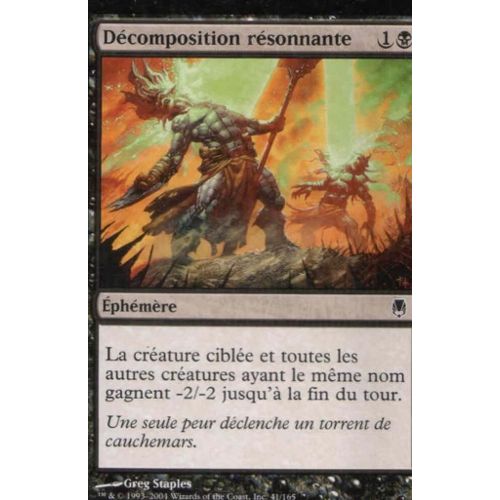 Décomposition résonnante 1
Éphémère
La créature ciblée et toutes les
autres créatures ayant le même nom
gagnent -2/-2 jusqu'à la fin du tour.
Une seule peur déclenche un torrent de
cauchemars.
Greg Staples
™ & © 1993–2004 Wizards of the Coast, Inc. 41/165